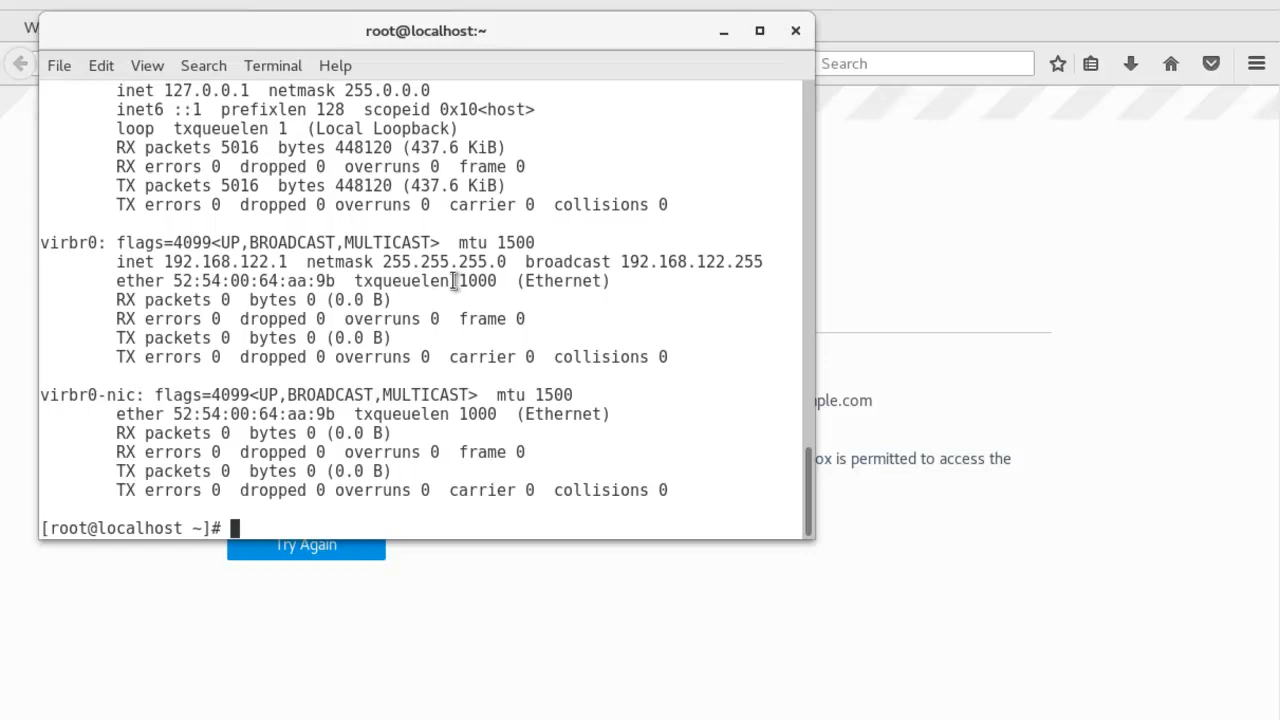 W
root@localhost:~
File Edit View Search Terminal Help
Search
inet 127.0.0.1  netmask 255.0.0.0
inet6 ::1  prefixlen 128  scopeid 0x10<host>
loop  txqueuelen 1  (Local Loopback)
RX packets 5016  bytes 448120 (437.6 KiB)
RX errors 0  dropped 0  overruns 0  frame 0
TX packets 5016  bytes 448120 (437.6 KiB)
TX errors 0  dropped 0 overruns 0  carrier 0  collisions 0
virbr0: flags=4099<UP,BROADCAST,MULTICAST>  mtu 1500
inet 192.168.122.1  netmask 255.255.255.0  broadcast 192.168.122.255
ether 52:54:00:64:aa:9b  txqueuelen 1000  (Ethernet)
RX packets 0  bytes 0 (0.0 B)
RX errors 0  dropped 0  overruns 0  frame 0
TX packets 0  bytes 0 (0.0 B)
TX errors 0  dropped 0 overruns 0  carrier 0  collisions 0
virbr0-nic: flags=4099<UP,BROADCAST,MULTICAST>  mtu 1500
ether 52:54:00:64:aa:9b  txqueuelen 1000  (Ethernet)
RX packets 0  bytes 0 (0.0 B)
RX errors 0  dropped 0  overruns 0  frame 0
TX packets 0  bytes 0 (0.0 B)
TX errors 0  dropped 0 overruns 0  carrier 0  collisions 0
[root@localhost ~]#
ple.com
ox is permitted to access the
Try Again